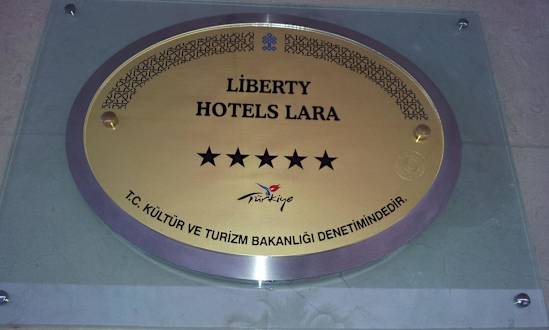 LİBERTY
HOTELS LARA
Türkiye
T.C. KÜLTÜR VE TURİZM BAKANLIĞI DENETİMİNDEDİR.